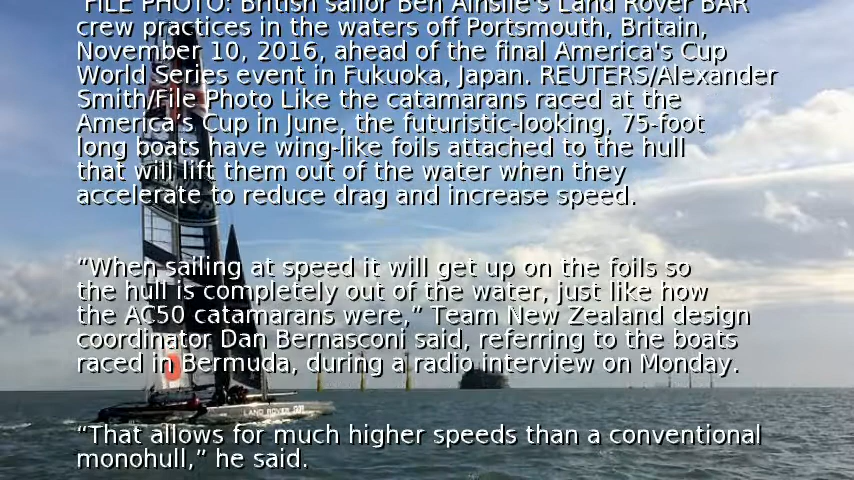 FILE PHOTO: British sailor Ben Ainslie's Land Rover BAR
crew practices in the waters off Portsmouth, Britain,
November 10, 2016, ahead of the final America's Cup
World Series event in Fukuoka, Japan. REUTERS/Alexander
Smith/File Photo Like the catamarans raced at the
America’s Cup in June, the futuristic-looking, 75-foot
long boats have wing-like foils attached to the hull
that will lift them out of the water when they
accelerate to reduce drag and increase speed.
“When sailing at speed it will get up on the foils so
the hull is completely out of the water, just like how
the AC50 catamarans were,” Team New Zealand design
coordinator Dan Bernasconi said, referring to the boats
raced in Bermuda, during a radio interview on Monday.
LAND ROVER BAR
“That allows for much higher speeds than a conventional
monohull,” he said.